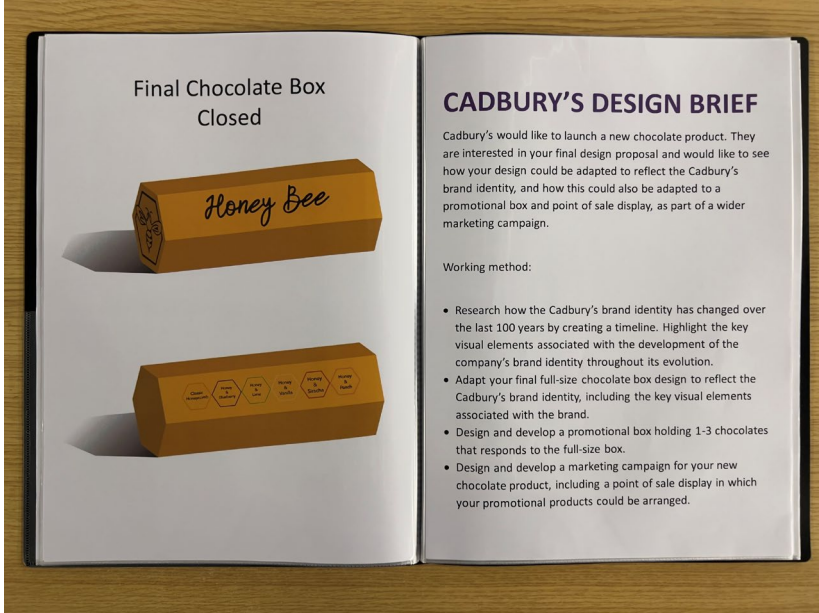 Final Chocolate Box
Closed
Honey Bee
Honey
&
Vanilla
Honey
&
CADBURY'S DESIGN BRIEF
Cadbury's would like to launch a new chocolate product. They
are interested in your final design proposal and would like to see
how your design could be adapted to reflect the Cadbury's
brand identity, and how this could also be adapted to a
promotional box and point of sale display, as part of a wider
marketing campaign.
Working method:
• Research how the Cadbury's brand identity has changed over
the last 100 years by creating a timeline. Highlight the key
visual elements associated with the development of the
company's brand identity throughout its evolution.
• Adapt your final full-size chocolate box design to reflect the
Cadbury's brand identity, including the key visual elements
associated with the brand.
• Design and develop a promotional box holding 1-3 chocolates
that responds to the full-size box.
• Design and develop a marketing campaign for your new
chocolate product, including a point of sale display in which
your promotional products could be arranged.